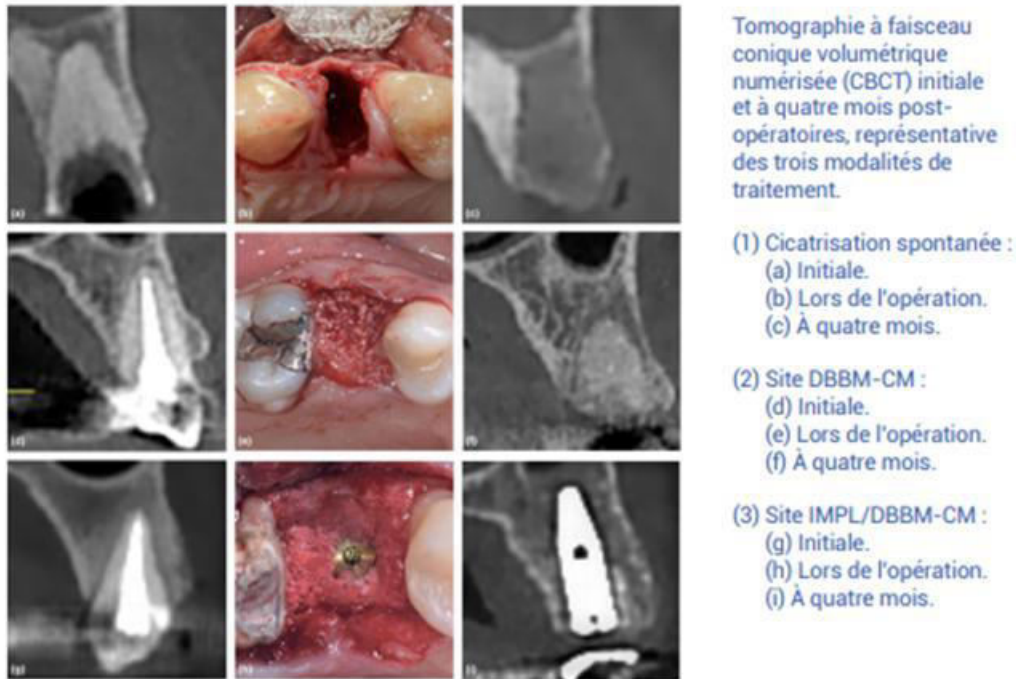 Tomographie à faisceau
conique volumétrique
numérisée (CBCT) initiale
et à quatre mois post-
opératoires, représentative
des trois modalités de
traitement.
(1) Cicatrisation spontanée :
(a) Initiale.
(b) Lors de l'opération.
(c) À quatre mois.
(2) Site DBBM-CM :
(d) Initiale.
(e) Lors de l'opération.
(f) À quatre mois.
(3) Site IMPL/DBBM-CM :
(g) Initiale.
(h) Lors de l'opération.
(i) À quatre mois.
(a)
(b)
(c)
(d)
(e)
(f)
(g)
(h)
(i)